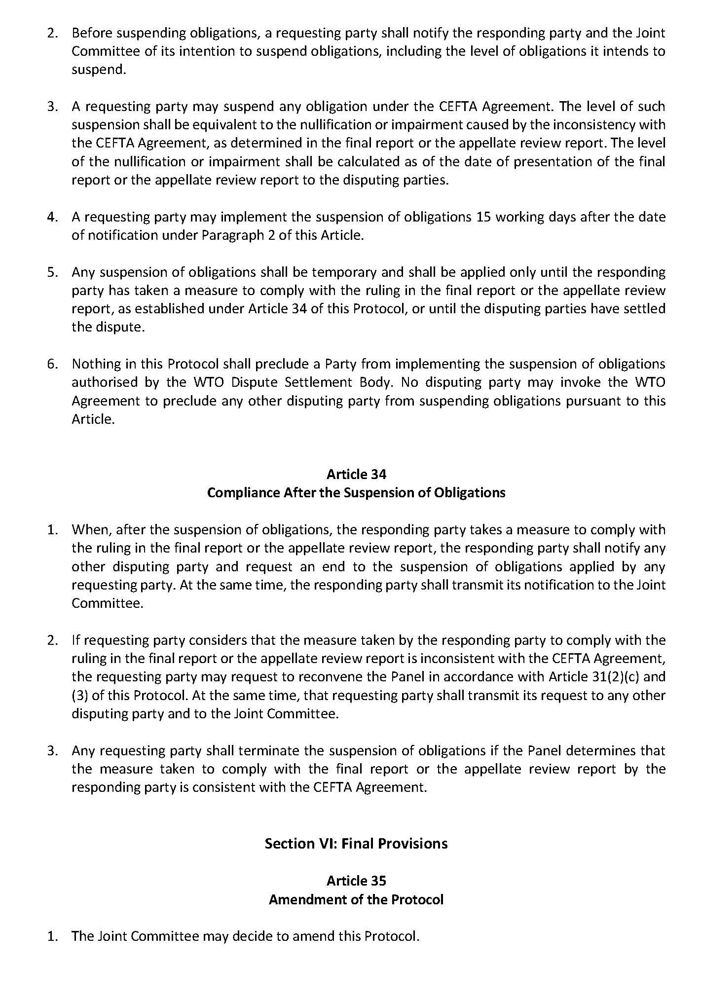 2. Before suspending obligations, a requesting party shall notify the responding party and the Joint
Committee of its intention to suspend obligations, including the level of obligations it intends to
suspend.
3. A requesting party may suspend any obligation under the CEFTA Agreement. The level of such
suspension shall be equivalent to the nullification or impairment caused by the inconsistency with
the CEFTA Agreement, as determined in the final report or the appellate review report. The level
of the nullification or impairment shall be calculated as of the date of presentation of the final
report or the appellate review report to the disputing parties.
4. A requesting party may implement the suspension of obligations 15 working days after the date
of notification under Paragraph 2 of this Article.
5. Any suspension of obligations shall be temporary and shall be applied only until the responding
party has taken a measure to comply with the ruling in the final report or the appellate review
report, as established under Article 34 of this Protocol, or until the disputing parties have settled
the dispute.
6. Nothing in this Protocol shall preclude a Party from implementing the suspension of obligations
authorised by the WTO Dispute Settlement Body. No disputing party may invoke the WTO
Agreement to preclude any other disputing party from suspending obligations pursuant to this
Article.
Article 34
Compliance After the Suspension of Obligations
1. When, after the suspension of obligations, the responding party takes a measure to comply with
the ruling in the final report or the appellate review report, the responding party shall notify any
other disputing party and request an end to the suspension of obligations applied by any
requesting party. At the same time, the responding party shall transmit its notification to the Joint
Committee.
2. If requesting party considers that the measure taken by the responding party to comply with the
ruling in the final report or the appellate review report is inconsistent with the CEFTA Agreement,
the requesting party may request to reconvene the Panel in accordance with Article 31(2)(c) and
(3) of this Protocol. At the same time, that requesting party shall transmit its request to any other
disputing party and to the Joint Committee.
3. Any requesting party shall terminate the suspension of obligations if the Panel determines that
the measure taken to comply with the final report or the appellate review report by the
responding party is consistent with the CEFTA Agreement.
Section VI: Final Provisions
Article 35
Amendment of the Protocol
1. The Joint Committee may decide to amend this Protocol.